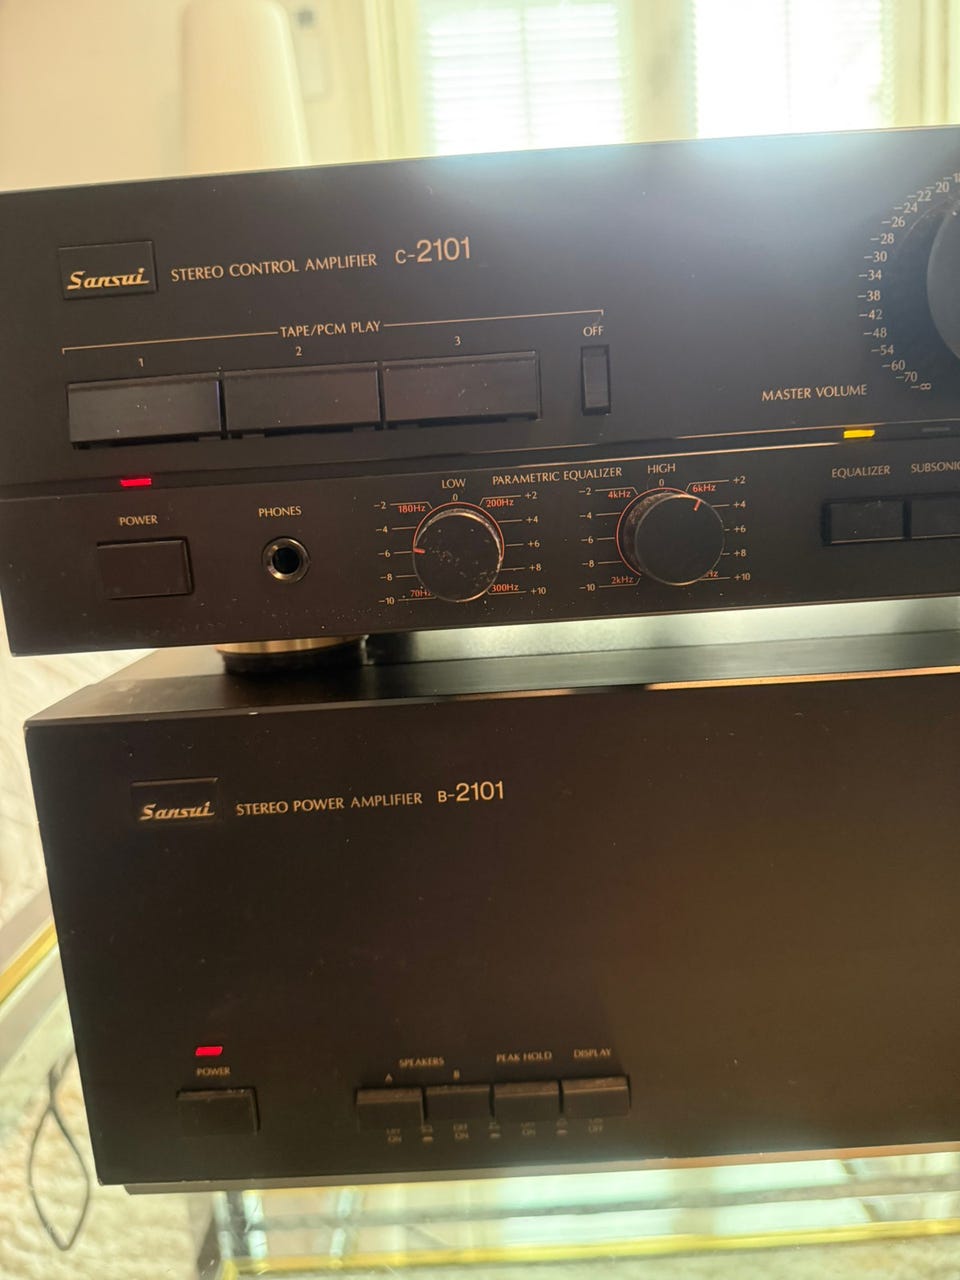 Sansui STEREO CONTROL AMPLIFIER C-2101
TAPE/PCM PLAY
1 2 3 OFF
-18
-20
-22
-24
-26
-28
-30
-34
-38
-42
-48
-54
-60
-70
-∞
MASTER VOLUME
POWER
PHONES
PARAMETRIC EQUALIZER
LOW
0
-2 180Hz 200Hz +2
-4 +4
-6 +6
-8 +8
-10 70Hz 300Hz +10
HIGH
0
-2 4kHz 6kHz +2
-4 +4
-6 +6
-8 +8
-10 2kHz +10
EQUALIZER
Sansui STEREO POWER AMPLIFIER B-2101
POWER
SPEAKERS
A B
PEAK HOLD
DISPLAY
OFF
ON